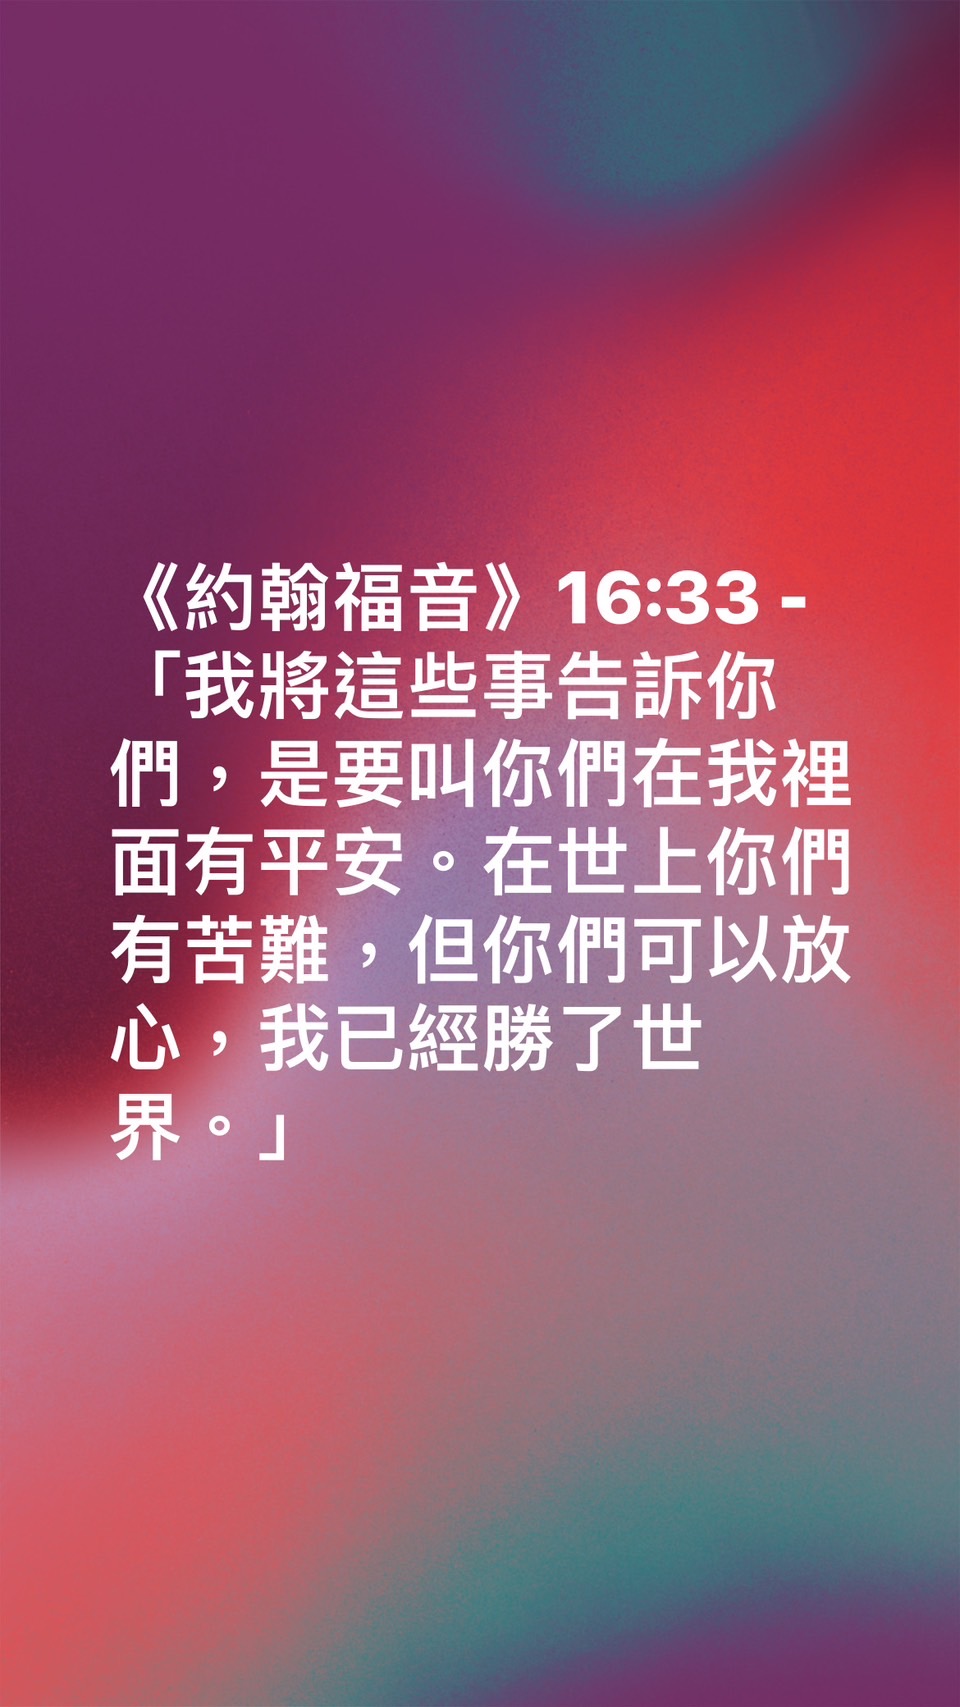 《約翰福音》16:33 -
「我將這些事告訴你
們，是要叫你們在我裡
面有平安。在世上你們
有苦難，但你們可以放
心，我已經勝了世
界。」